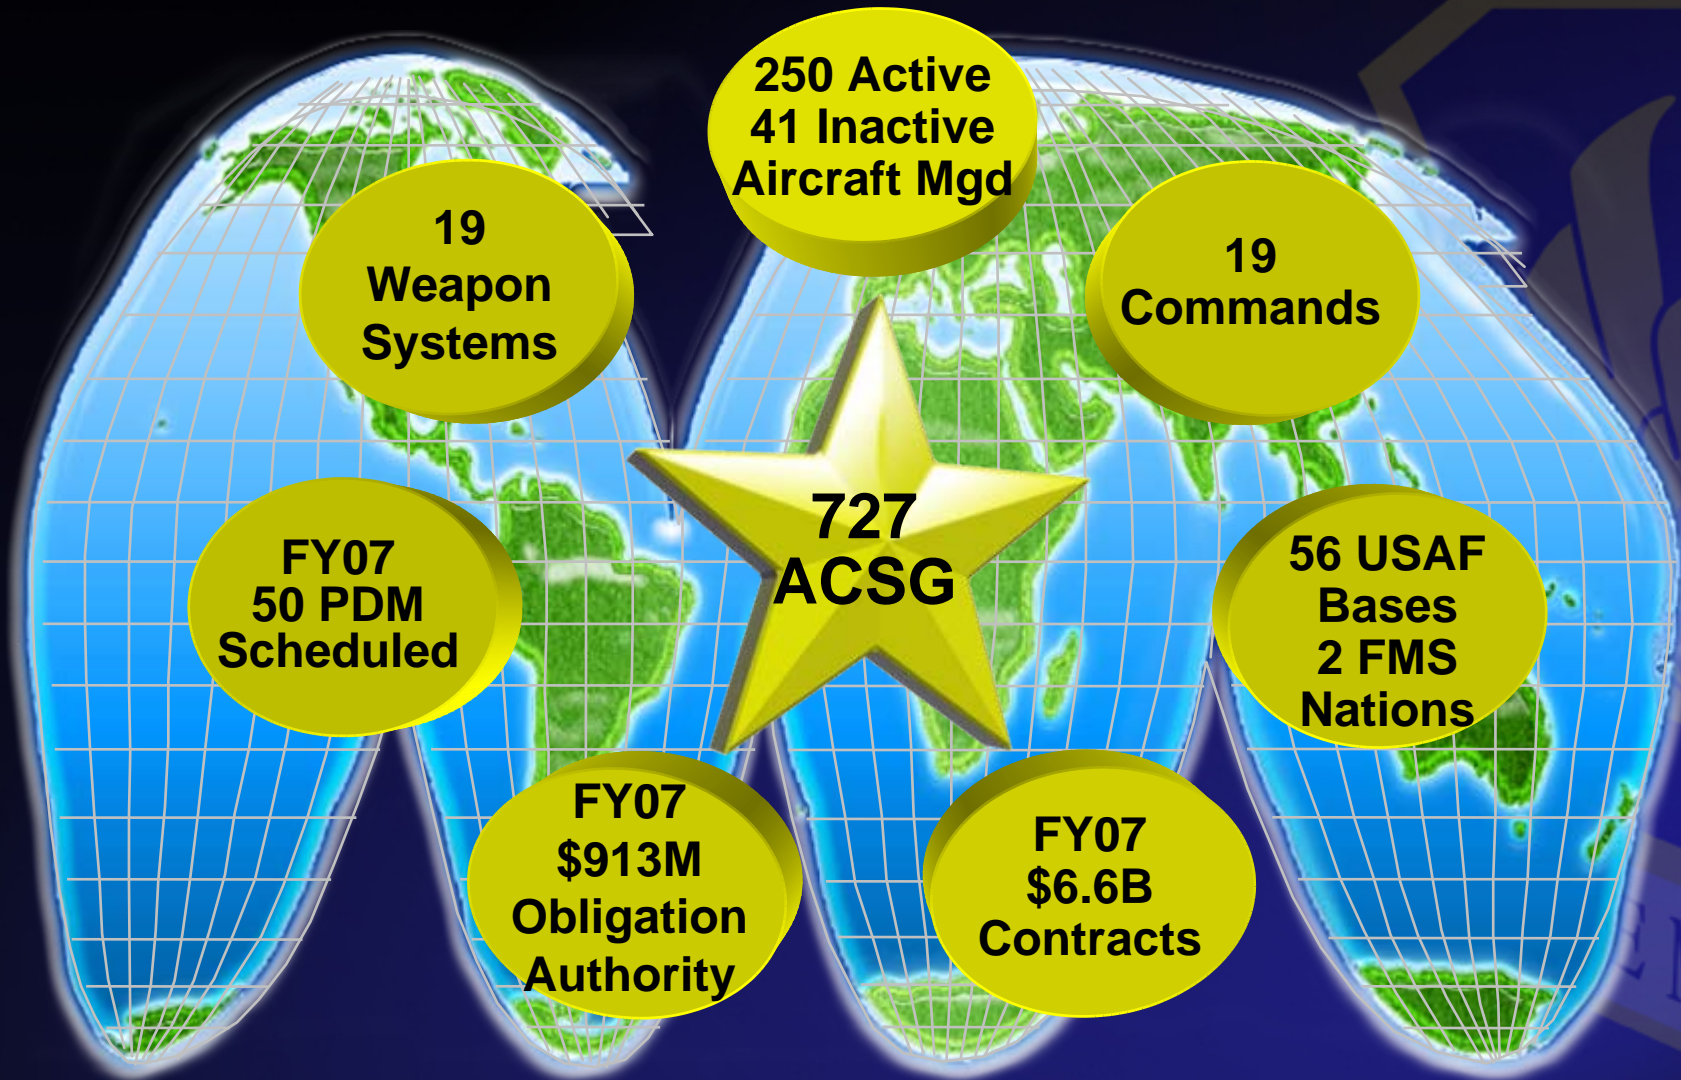 250 Active
41 Inactive
Aircraft Mgd
19
Weapon
Systems
19
Commands
727
ACSG
FY07
50 PDM
Scheduled
56 USAF
Bases
2 FMS
Nations
FY07
$913M
Obligation
Authority
FY07
$6.6B
Contracts